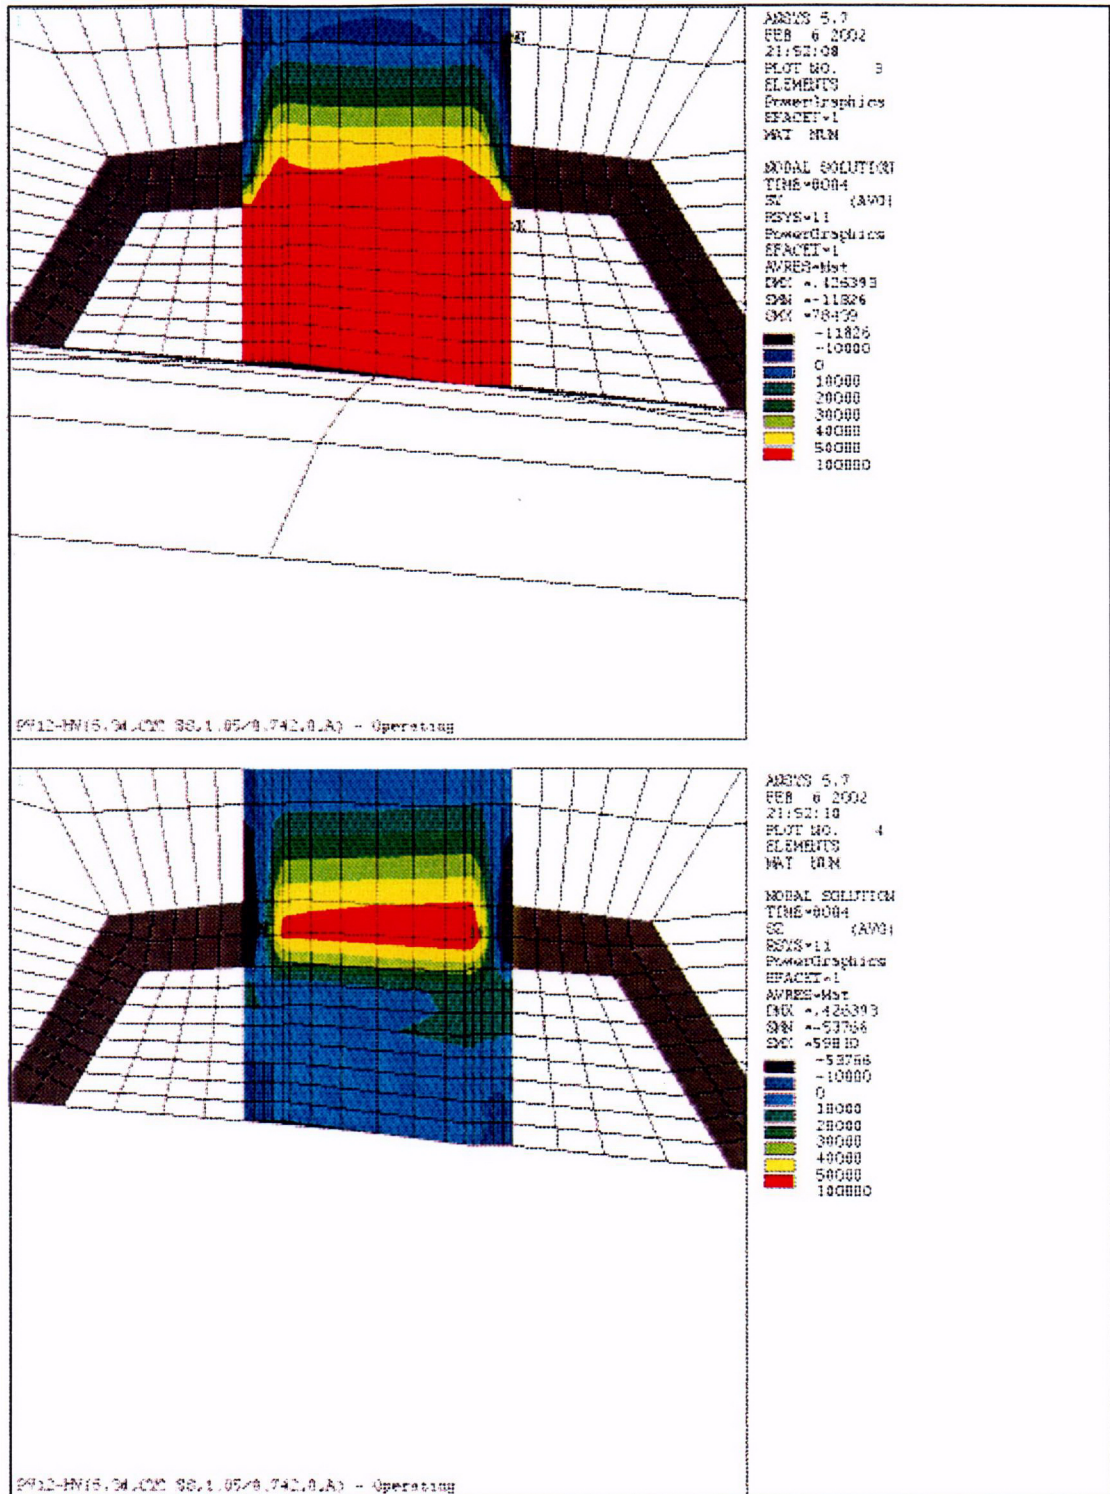 ANSYS 5.7
FEB 6 2002
21:52:08
PLOT NO. 3
ELEMENTS
PowerGraphics
EFACET=1
MAT NUM
NODAL SOLUTION
TIME=8004
(AVG)
RSYS=11
PowerGraphics
EFACET=1
AVRES=Mat
DMX =.426393
SMN =-11826
SMX =78439
-11826
-10000
0
10000
20000
30000
40000
50000
100000
- Operating
ANSYS 5.7
FEB 6 2002
21:52:10
PLOT NO. 4
ELEMENTS
MAT NUM
NODAL SOLUTION
TIME=8004
SZ (AVG)
RSYS=11
PowerGraphics
EFACET=1
AVRES=Mat
DMX =.426393
SMN =-53766
-53766
-10000
0
10000
20000
30000
40000
50000
100000
- Operating